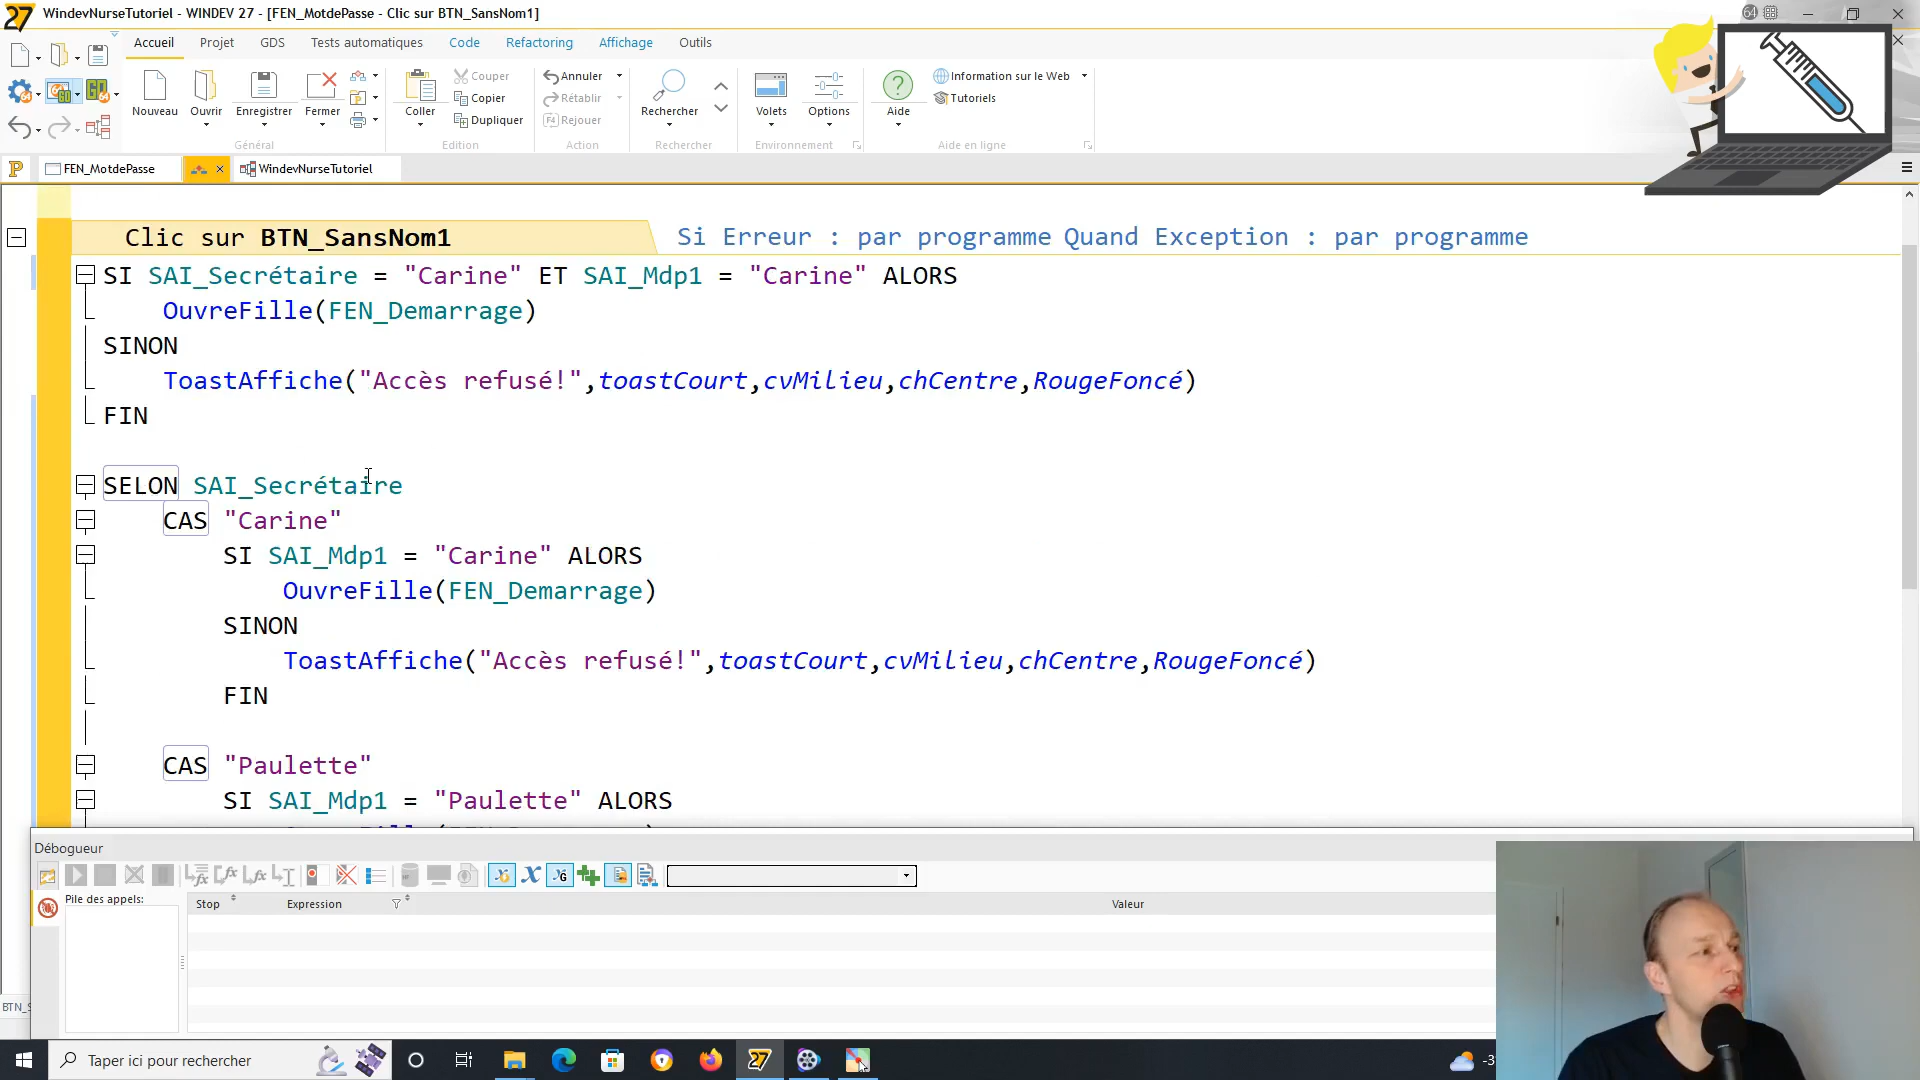 27 WindevNurseTutoriel - WINDEV 27 - [FEN_MotdePasse - Clic sur BTN_SansNom1]
Accueil Projet GDS Tests automatiques Code Refactoring Affichage Outils
Couper Annuler Information sur le Web
Copier Rétablir Tutoriels
Nouveau Ouvrir Enregistrer Fermer Coller Dupliquer Rejouer Rechercher Volets Options Aide
Général Edition Action Rechercher Environnement Aide en ligne
FEN_MotdePasse WindevNurseTutoriel
Clic sur BTN_SansNom1 Si Erreur : par programme Quand Exception : par programme
SI SAI_Secrétaire = "Carine" ET SAI_Mdp1 = "Carine" ALORS
OuvreFille(FEN_Demarrage)
SINON
ToastAffiche("Accès refusé!",toastCourt,cvMilieu,chCentre,RougeFoncé)
FIN
SELON SAI_Secrétaire
CAS "Carine"
SI SAI_Mdp1 = "Carine" ALORS
OuvreFille(FEN_Demarrage)
SINON
ToastAffiche("Accès refusé!",toastCourt,cvMilieu,chCentre,RougeFoncé)
FIN
CAS "Paulette"
SI SAI_Mdp1 = "Paulette" ALORS
Débogueur
Pile des appels: Stop Expression Valeur
BTN_S
Taper ici pour rechercher 27 -3